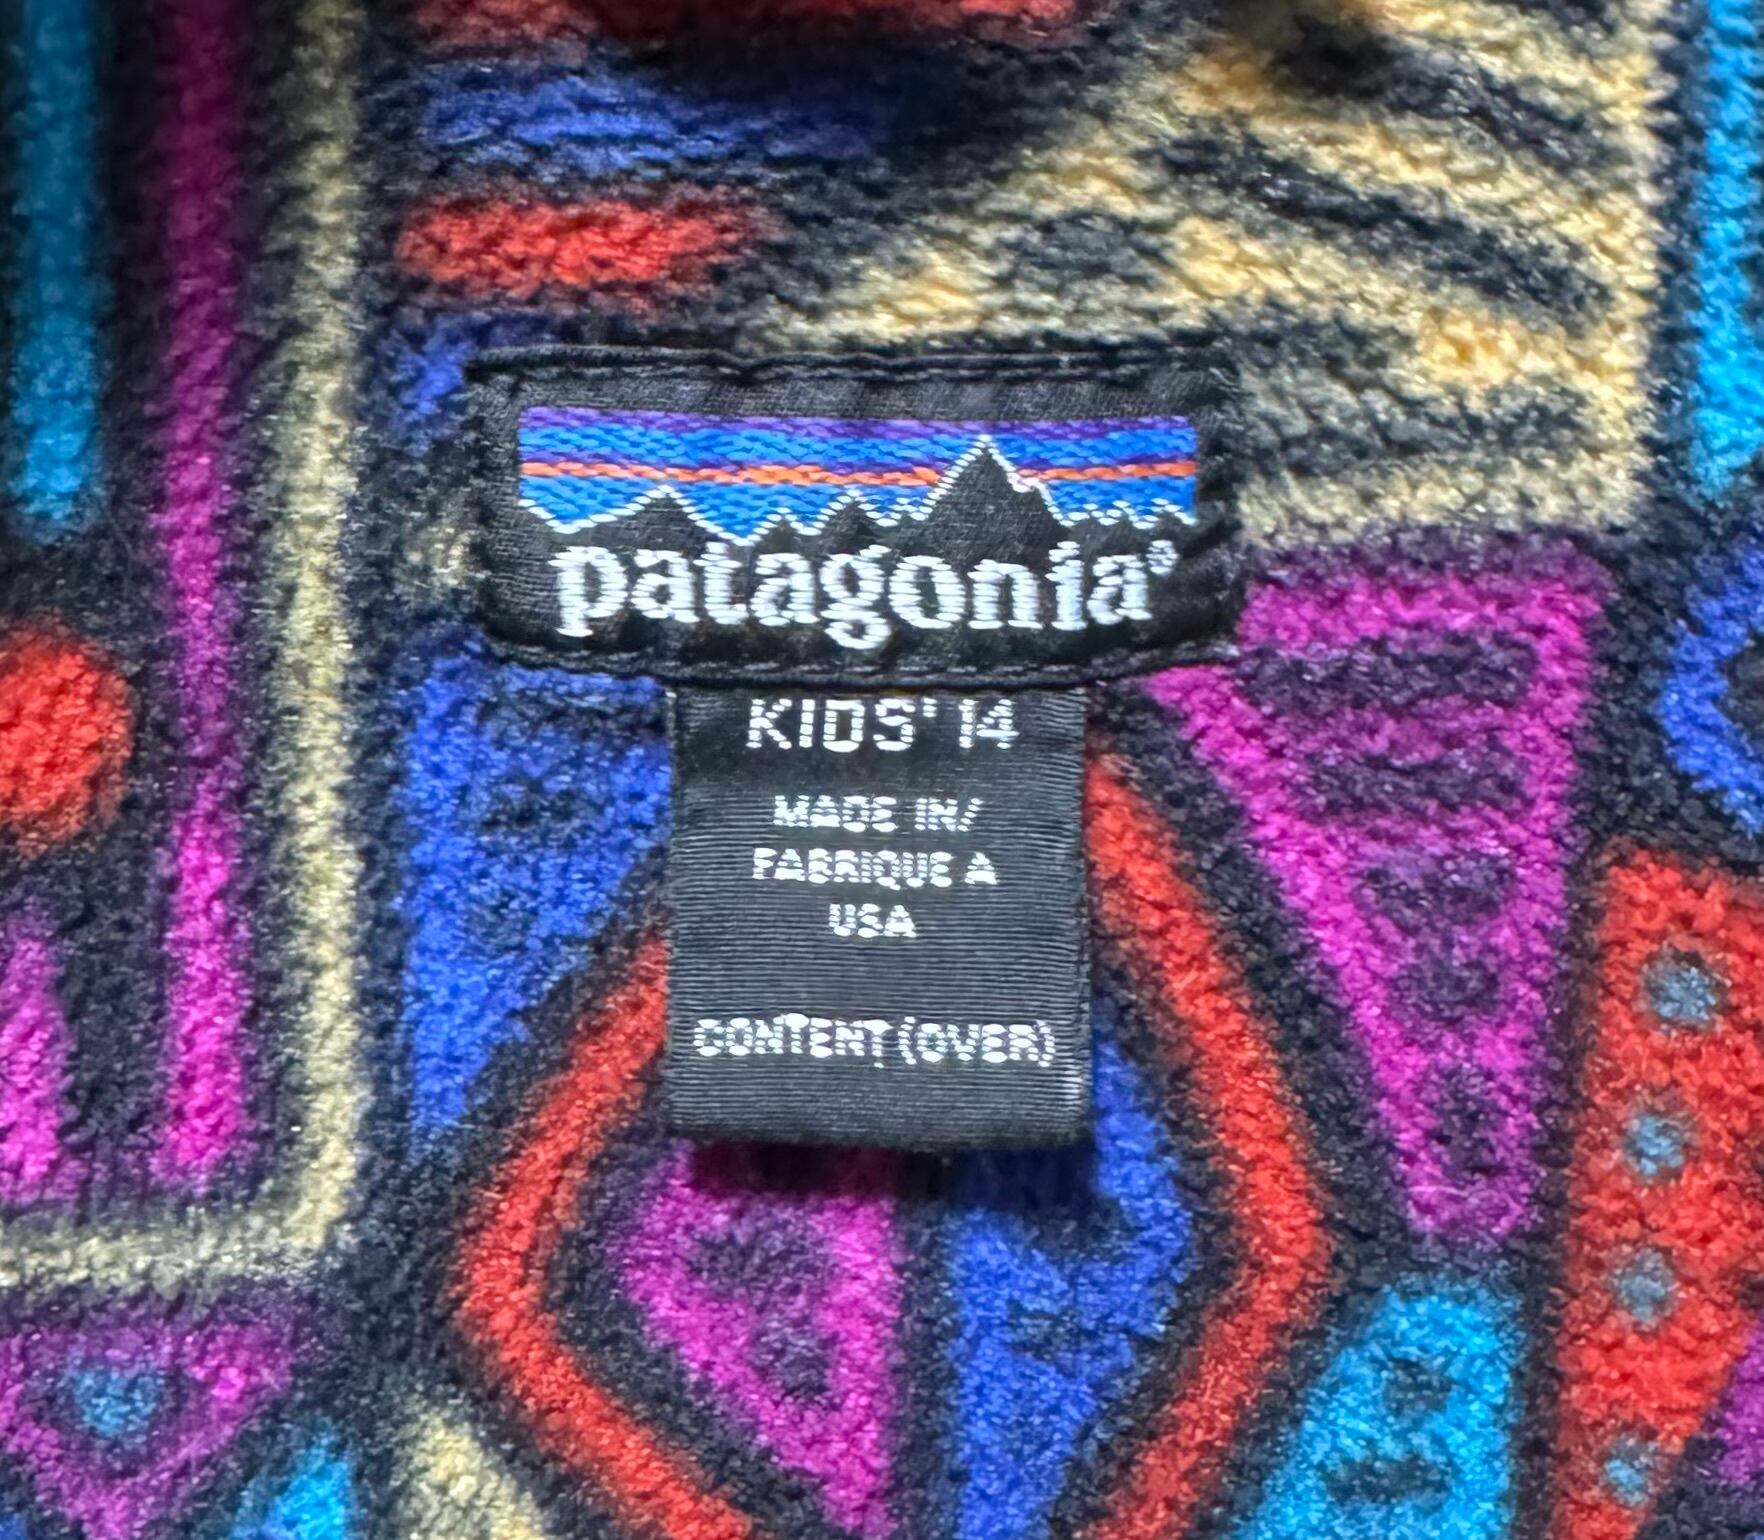 patagonia®
KIDS' 14
MADE IN/
FABRIQUE A
USA
CONTENT (OVER)